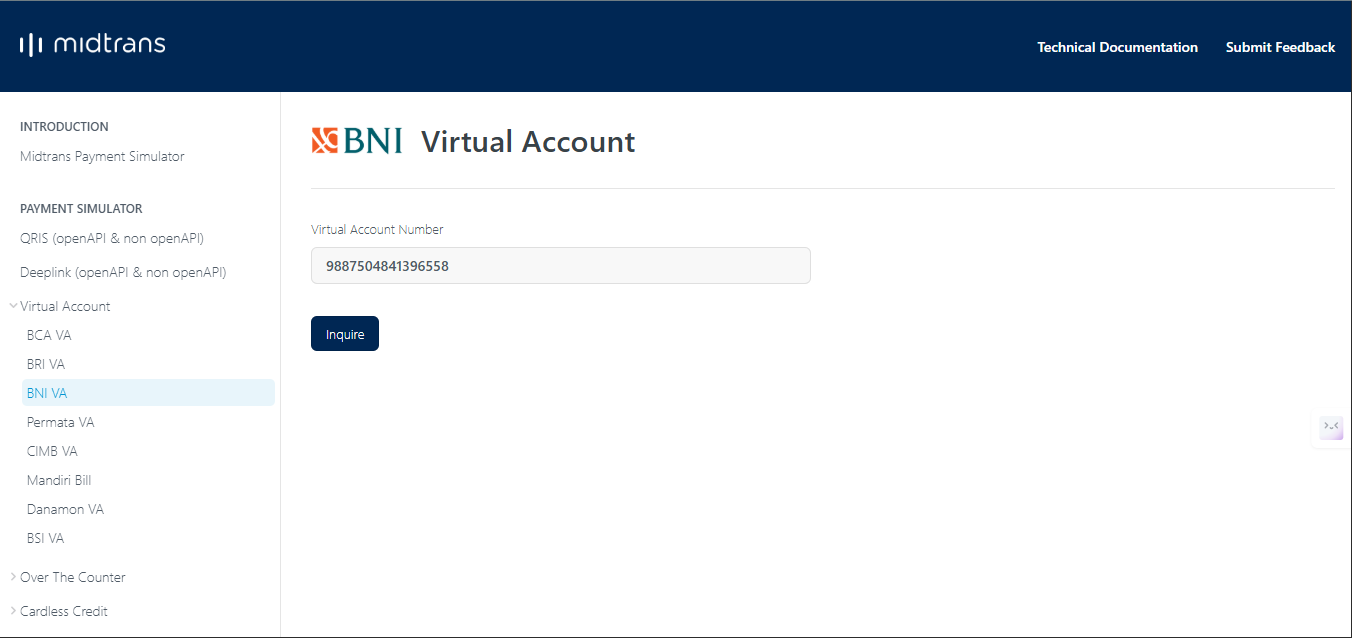 midtrans
Technical Documentation
Submit Feedback
INTRODUCTION
Midtrans Payment Simulator
PAYMENT SIMULATOR
QRIS (openAPI & non openAPI)
Deeplink (openAPI & non openAPI)
Virtual Account
BCA VA
BRI VA
BNI VA
Permata VA
CIMB VA
Mandiri Bill
Danamon VA
BSI VA
Over The Counter
Cardless Credit
BNI Virtual Account
Virtual Account Number
9887504841396558
Inquire